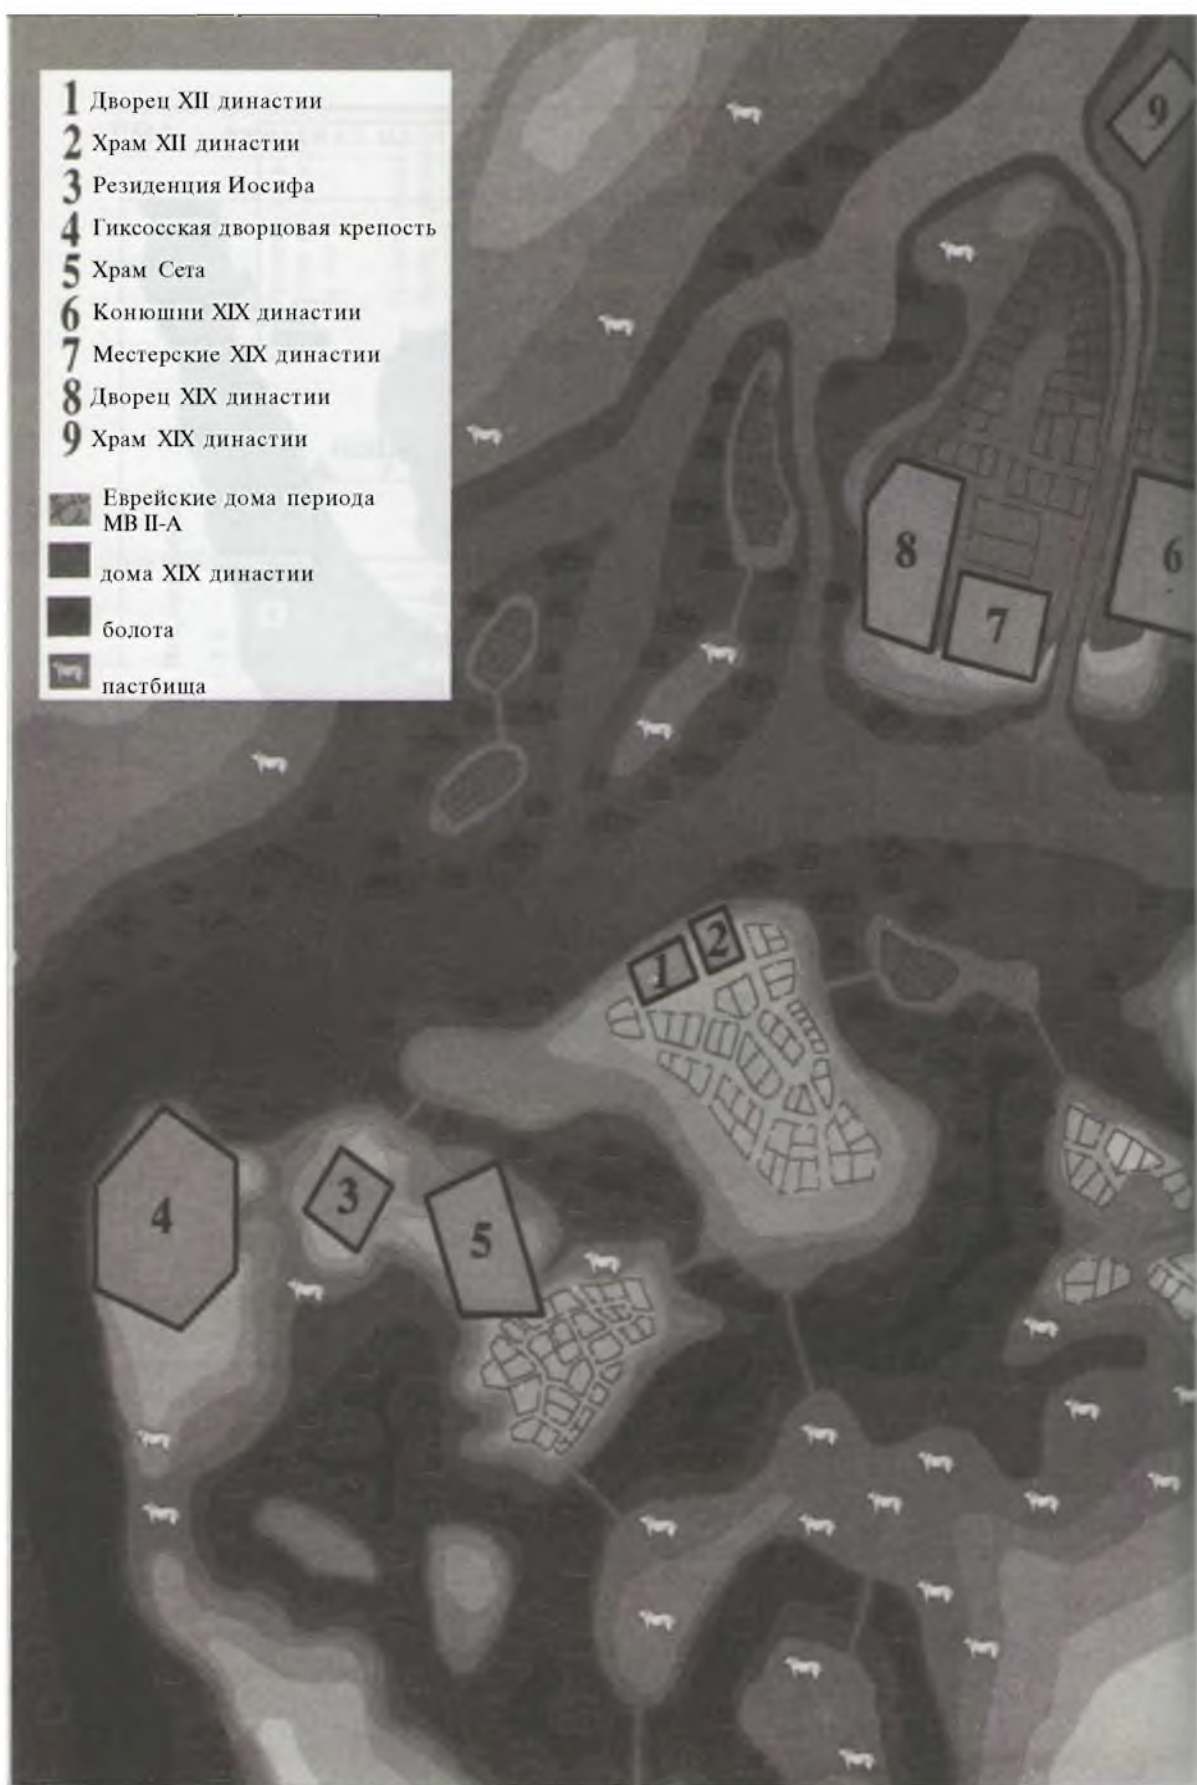 1 Дворец XII династии
2 Храм XII династии
3 Резиденция Иосифа
4 Гиксосская дворцовая крепость
5 Храм Сета
6 Конюшни XIX династии
7 Местерские XIX династии
8 Дворец XIX династии
9 Храм XIX династии
Еврейские дома периода
МВ II-А
дома XIX династии
болота
пастбища
9
8
6
7
1
2
3
4
5